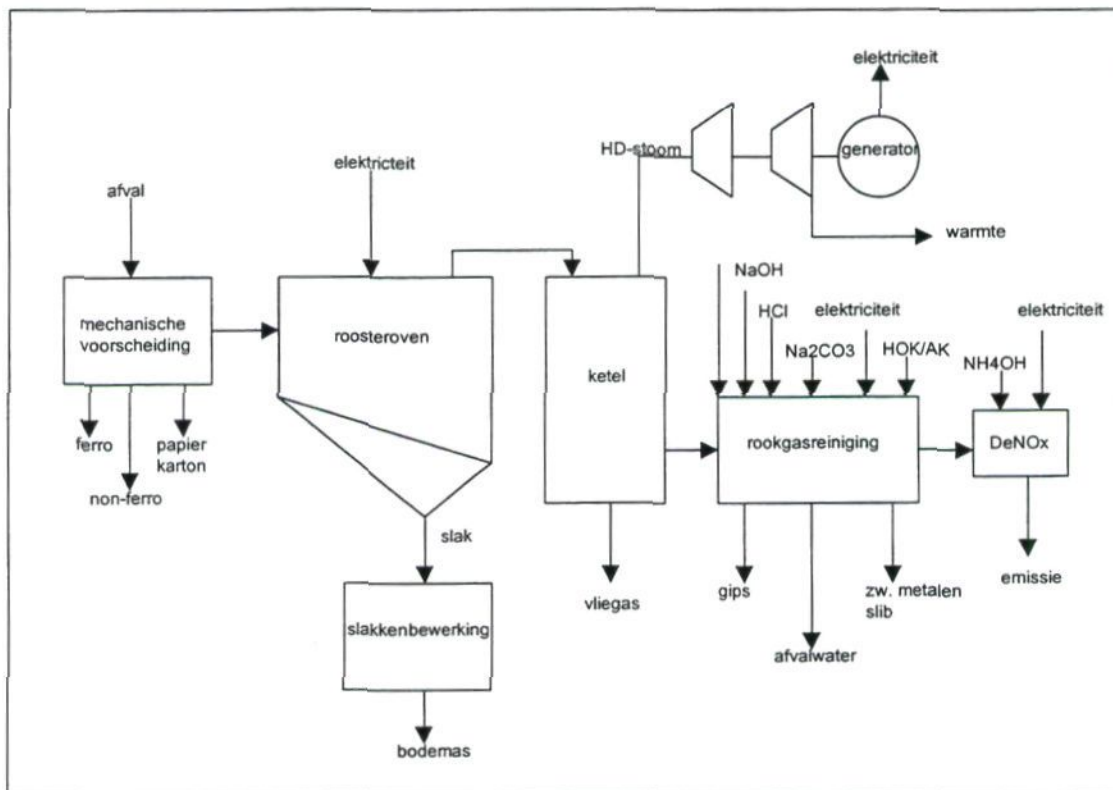 elektriciteit
HD-stoom
generator
elektricteit
afval
warmte
NaOH
HCl
elektriciteit
elektriciteit
mechanische
voorscheiding
roosteroven
Na2CO3
HOK/AK
NH4OH
ketel
rookgasreiniging
DeNOx
ferro
papier
karton
non-ferro
slak
vliegas
gips
zw. metalen
slib
emissie
slakkenbewerking
afvalwater
bodemas